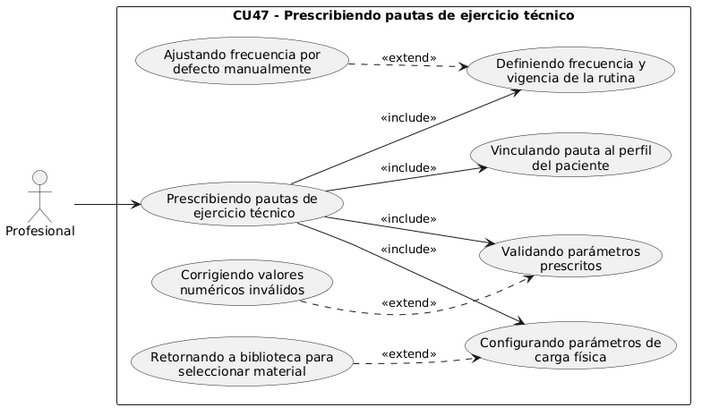 CU47 - Prescribiendo pautas de ejercicio técnico
Ajustando frecuencia por
defecto manualmente
«extend»
Definiendo frecuencia y
vigencia de la rutina
«include»
Vinculando pauta al perfil
del paciente
«include»
Profesional
Prescribiendo pautas de
ejercicio técnico
«include»
Validando parámetros
prescritos
«include»
Corrigiendo valores
numéricos inválidos
«extend»
Configurando parámetros de
carga física
Retornando a biblioteca para
seleccionar material
«extend»